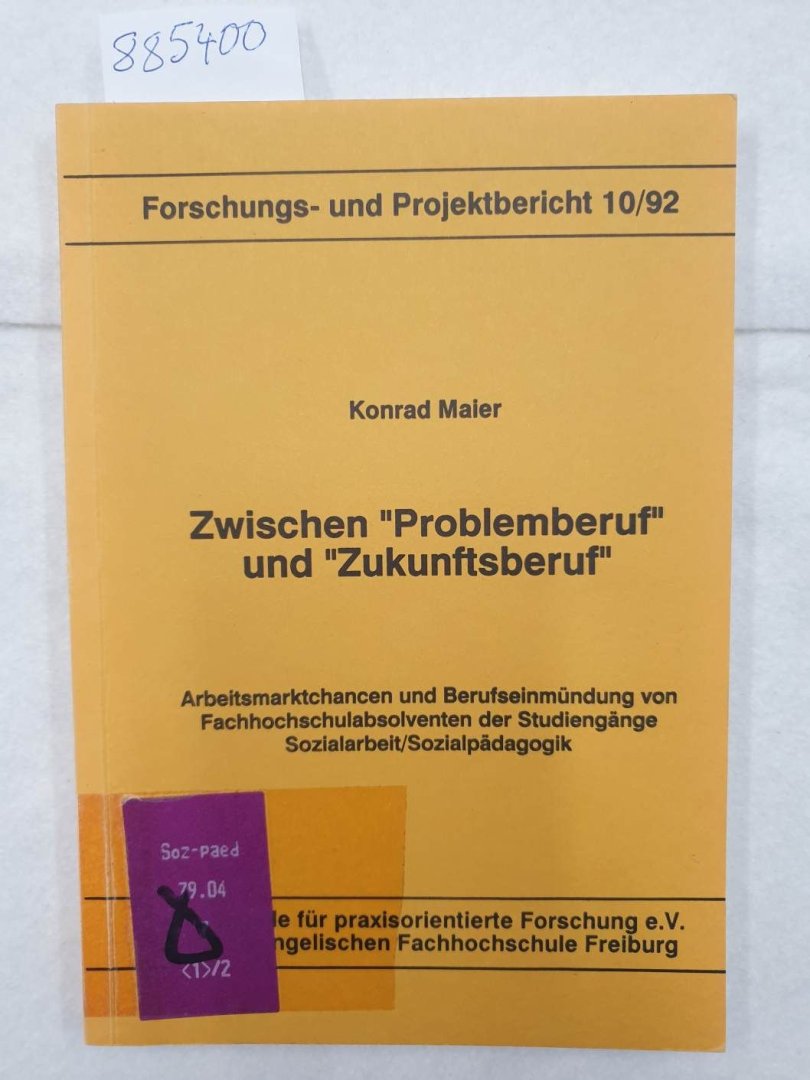 885400
Forschungs- und Projektbericht 10/92
Konrad Maier
Zwischen "Problemberuf"
und "Zukunftsberuf"
Arbeitsmarktchancen und Berufseinmündung von
Fachhochschulabsolventen der Studiengänge
Sozialarbeit/Sozialpädagogik
Soz-paed
79.04
<1>/2
für praxisorientierte Forschung e.V.
Fachhochschule Freiburg